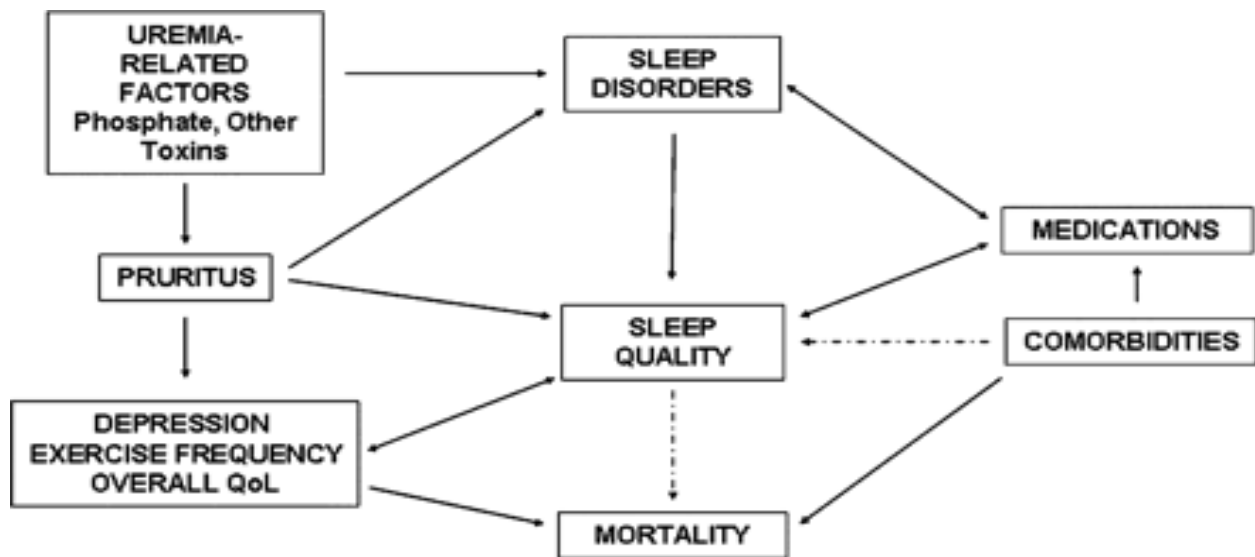 UREMIA-
RELATED
FACTORS
Phosphate, Other
Toxins
SLEEP
DISORDERS
MEDICATIONS
PRURITUS
SLEEP
QUALITY
COMORBIDITIES
DEPRESSION
EXERCISE FREQUENCY
OVERALL QoL
MORTALITY